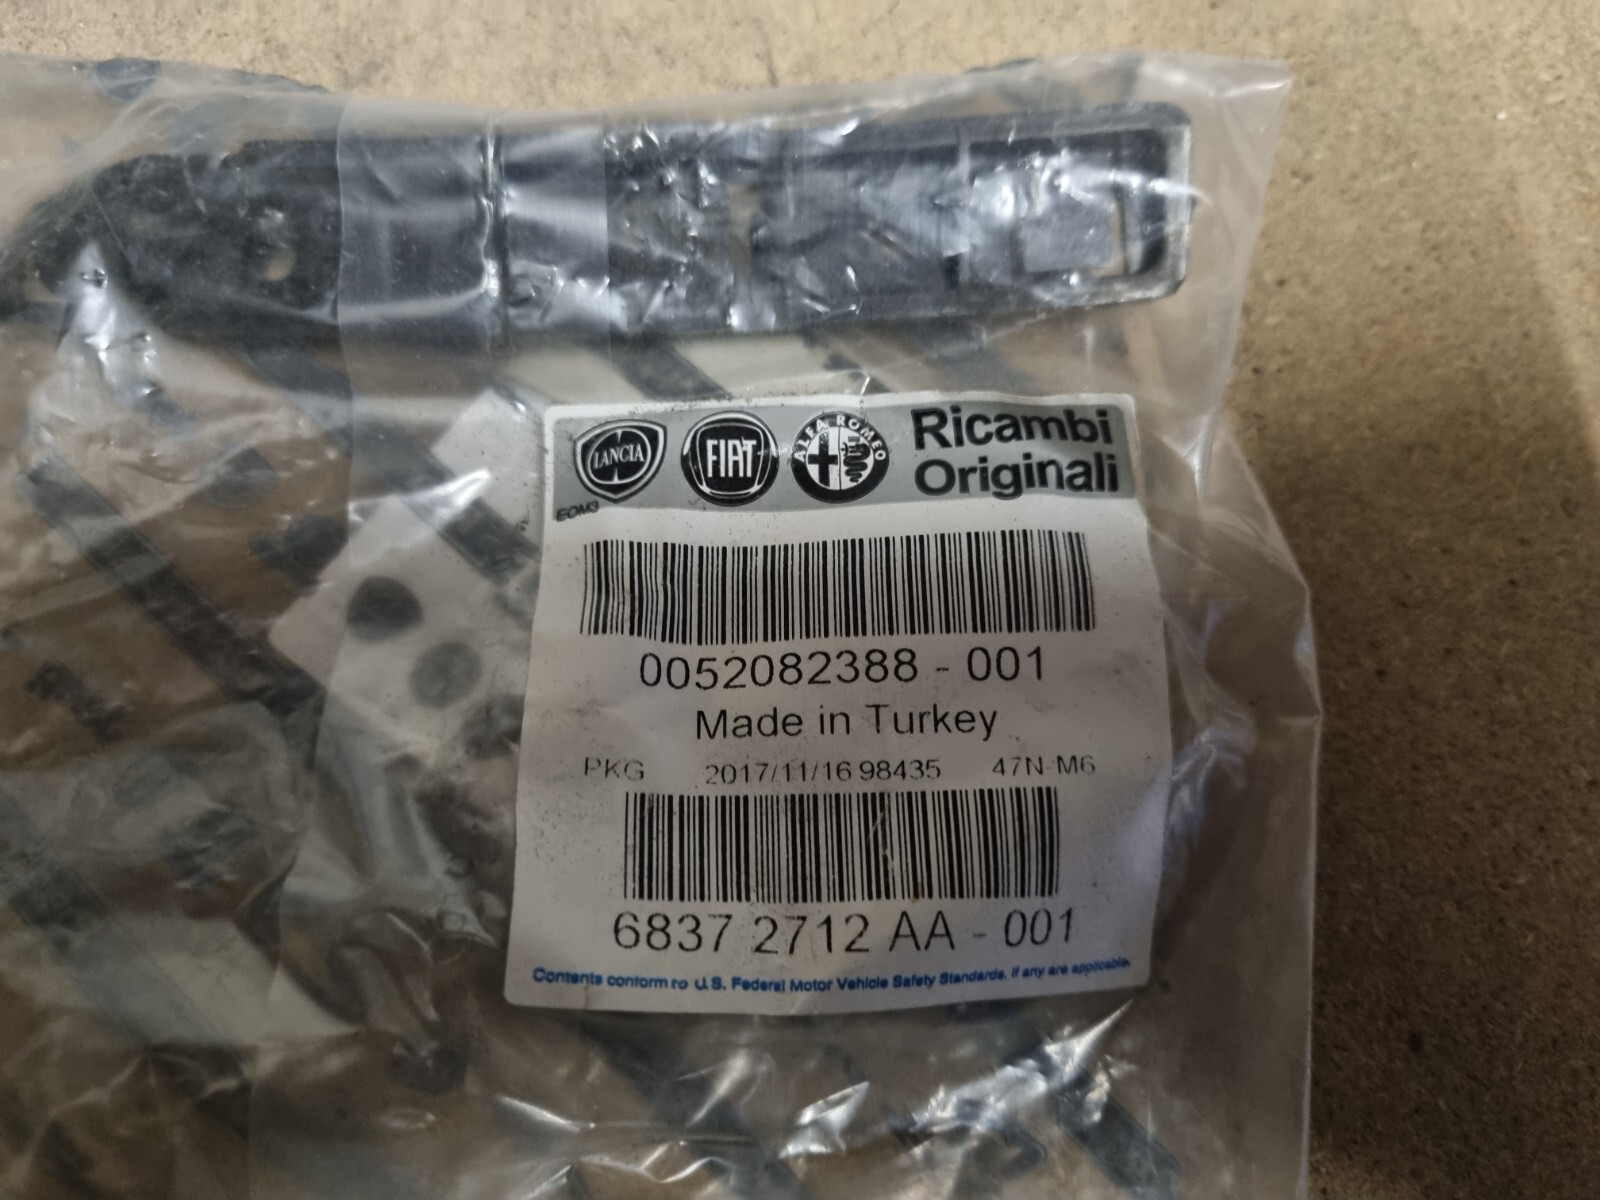 LANCIA
FIAT
ALFA ROMEO
Ricambi
Originali
EOM3
0052082388 - 001
Made in Turkey
PKG 2017/11/16 98435 47N-M6
6837 2712 AA - 001
Contents conform to U.S. Federal Motor Vehicle Safety Standards, if any are applicable.